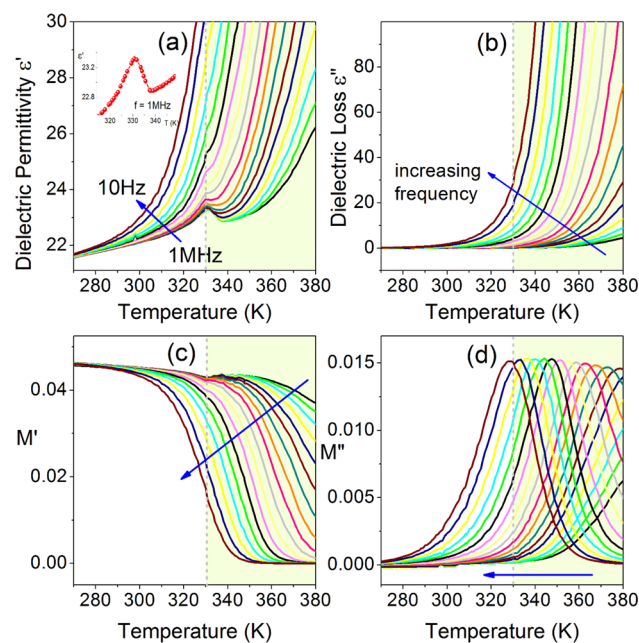 (a)
Dielectric Permittivity ε'
30
28
26
24
22
ε'
23.2
22.8
f = 1MHz
320 330 340 T (K)
10Hz
1MHz
280 300 320 340 360 380
Temperature (K)
(b)
Dielectric Loss ε"
80
60
40
20
0
increasing
frequency
280 300 320 340 360 380
Temperature (K)
(c)
M'
0.04
0.02
0.00
280 300 320 340 360 380
Temperature (K)
(d)
M"
0.015
0.010
0.005
0.000
280 300 320 340 360 380
Temperature (K)